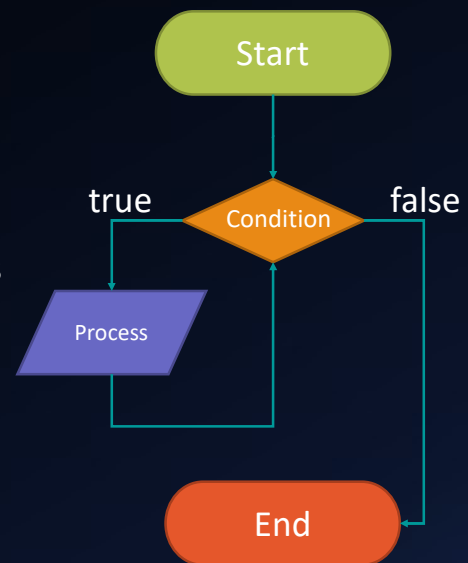 Start
true
Condition
false
Process
End